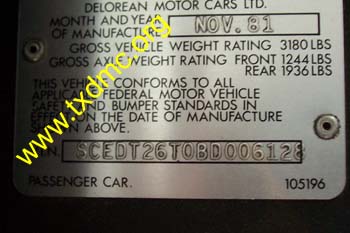 DELOREAN MOTOR CARS LTD.
MONTH AND YEAR
OF MANUFACTURE NOV. 81
GROSS VEHICLE WEIGHT RATING 3180 LBS
GROSS AXLE WEIGHT RATING FRONT 1244 LBS
REAR 1936 LBS
THIS VEHICLE CONFORMS TO ALL
APPLICABLE FEDERAL MOTOR VEHICLE
SAFETY AND BUMPER STANDARDS IN
EFFECT ON THE DATE OF MANUFACTURE
SHOWN ABOVE.
SCEDT26T0BD006128
PASSENGER CAR. 105196
www.txdmc.org